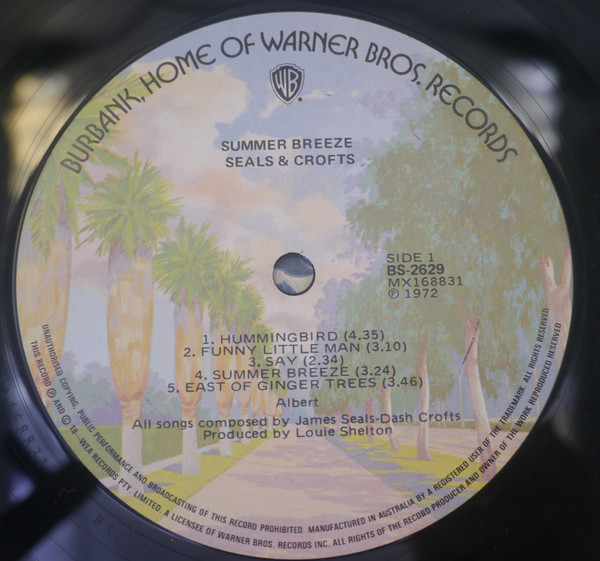 BURBANK, HOME OF WARNER BROS. RECORDS
WB
SUMMER BREEZE
SEALS & CROFTS
SIDE 1
BS-2629
MX168831
℗ 1972
1. HUMMINGBIRD (4.35)
2. FUNNY LITTLE MAN (3.10)
3. SAY (2.34)
4. SUMMER BREEZE (3.24)
5. EAST OF GINGER TREES (3.46)
Albert
All songs composed by James Seals-Dash Crofts
Produced by Louie Shelton
UNAUTHORISED COPYING, PUBLIC PERFORMANCE AND BROADCASTING OF THIS RECORD PROHIBITED. MANUFACTURED IN AUSTRALIA BY A REGISTERED USER OF THE TRADEMARK. ALL RIGHTS RESERVED
THIS RECORD ℗ AND © 19.. WEA RECORDS PTY. LIMITED. A LICENSEE OF WARNER BROS. RECORDS INC. ALL RIGHTS OF THE RECORD PRODUCER AND OWNER OF THE WORK REPRODUCED RESERVED